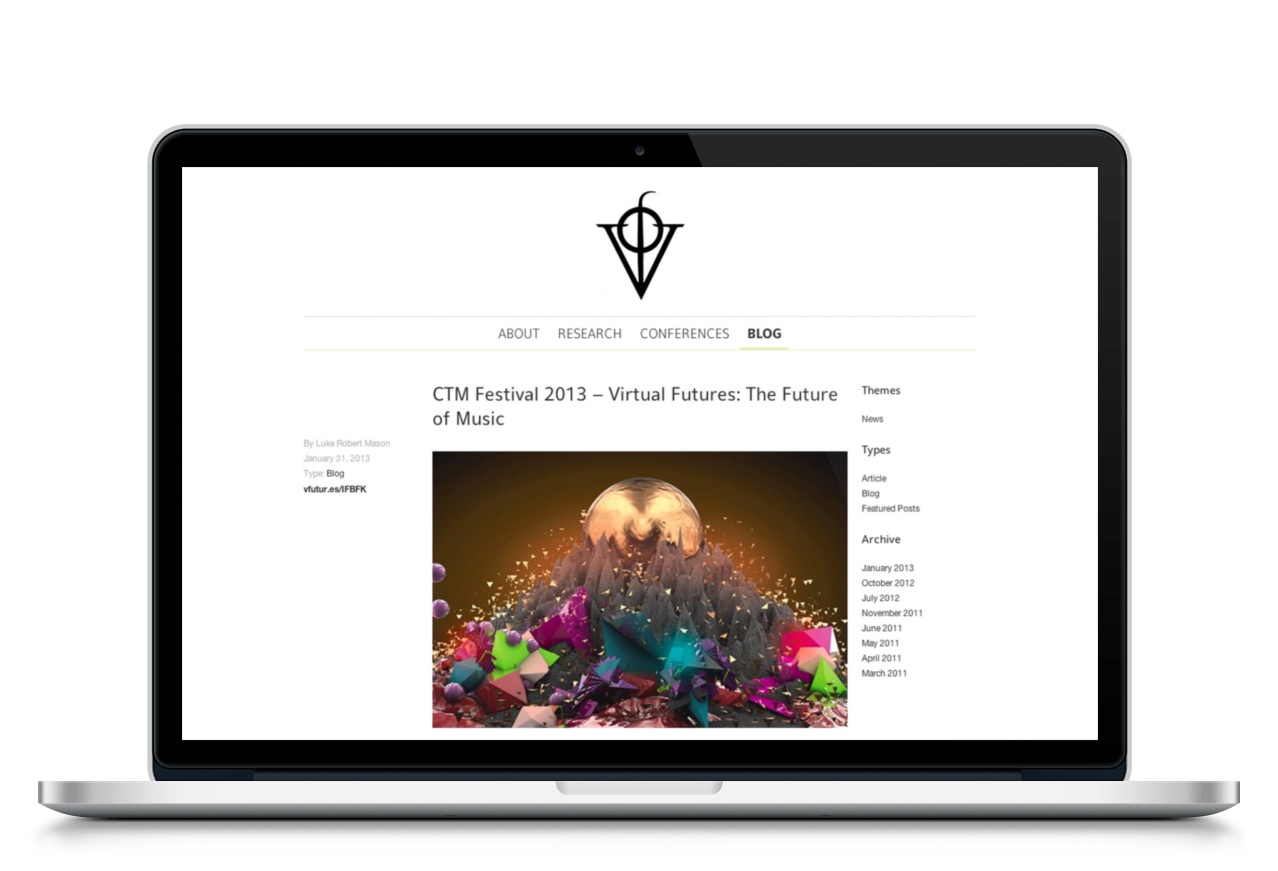 ABOUT RESEARCH CONFERENCES BLOG
CTM Festival 2013 – Virtual Futures: The Future
of Music
By Luke Robert Mason
January 31, 2013
Type: Blog
vfutur.es/IFBFK
Themes
News
Types
Article
Blog
Featured Posts
Archive
January 2013
October 2012
July 2012
November 2011
June 2011
May 2011
April 2011
March 2011